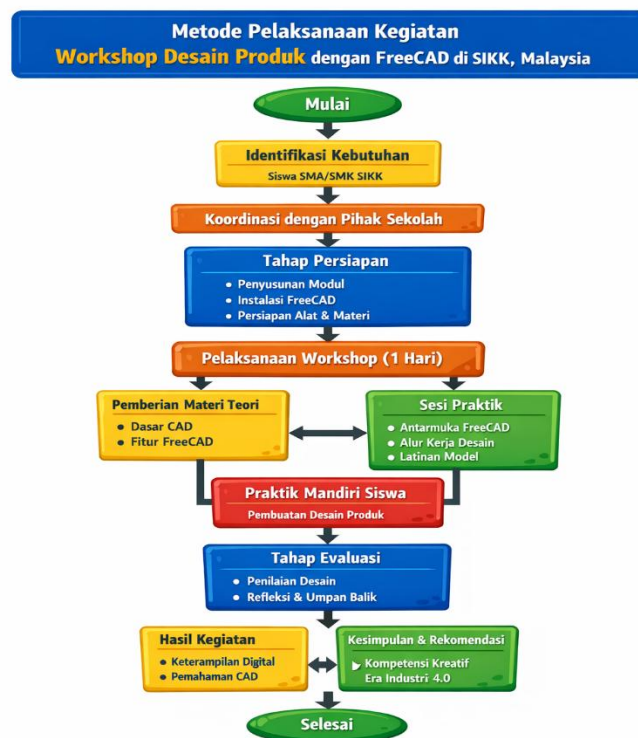 Metode Pelaksanaan Kegiatan
Workshop Desain Produk dengan FreeCAD di SIKK, Malaysia
Mulai
Identifikasi Kebutuhan
Siswa SMA/SMK SIKK
Koordinasi dengan Pihak Sekolah
Tahap Persiapan
• Penyusunan Modul
• Instalasi FreeCAD
• Persiapan Alat & Materi
Pelaksanaan Workshop (1 Hari)
Pemberian Materi Teori
• Dasar CAD
• Fitur FreeCAD
Sesi Praktik
• Antarmuka FreeCAD
• Alur Kerja Desain
• Latinan Model
Praktik Mandiri Siswa
Pembuatan Desain Produk
Tahap Evaluasi
• Penilaian Desain
• Refleksi & Umpan Balik
Hasil Kegiatan
• Keterampilan Digital
• Pemahaman CAD
Kesimpulan & Rekomendasi
Kompetensi Kreatif
Era Industri 4.0
Selesai